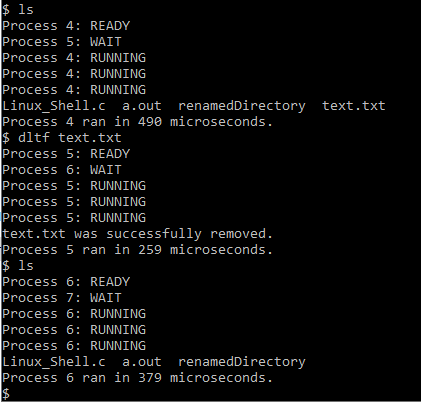 $ ls
Process 4: READY
Process 5: WAIT
Process 4: RUNNING
Process 4: RUNNING
Process 4: RUNNING
Linux_Shell.c  a.out  renamedDirectory  text.txt
Process 4 ran in 490 microseconds.
$ dltf text.txt
Process 5: READY
Process 6: WAIT
Process 5: RUNNING
Process 5: RUNNING
Process 5: RUNNING
text.txt was successfully removed.
Process 5 ran in 259 microseconds.
$ ls
Process 6: READY
Process 7: WAIT
Process 6: RUNNING
Process 6: RUNNING
Process 6: RUNNING
Linux_Shell.c  a.out  renamedDirectory
Process 6 ran in 379 microseconds.
$